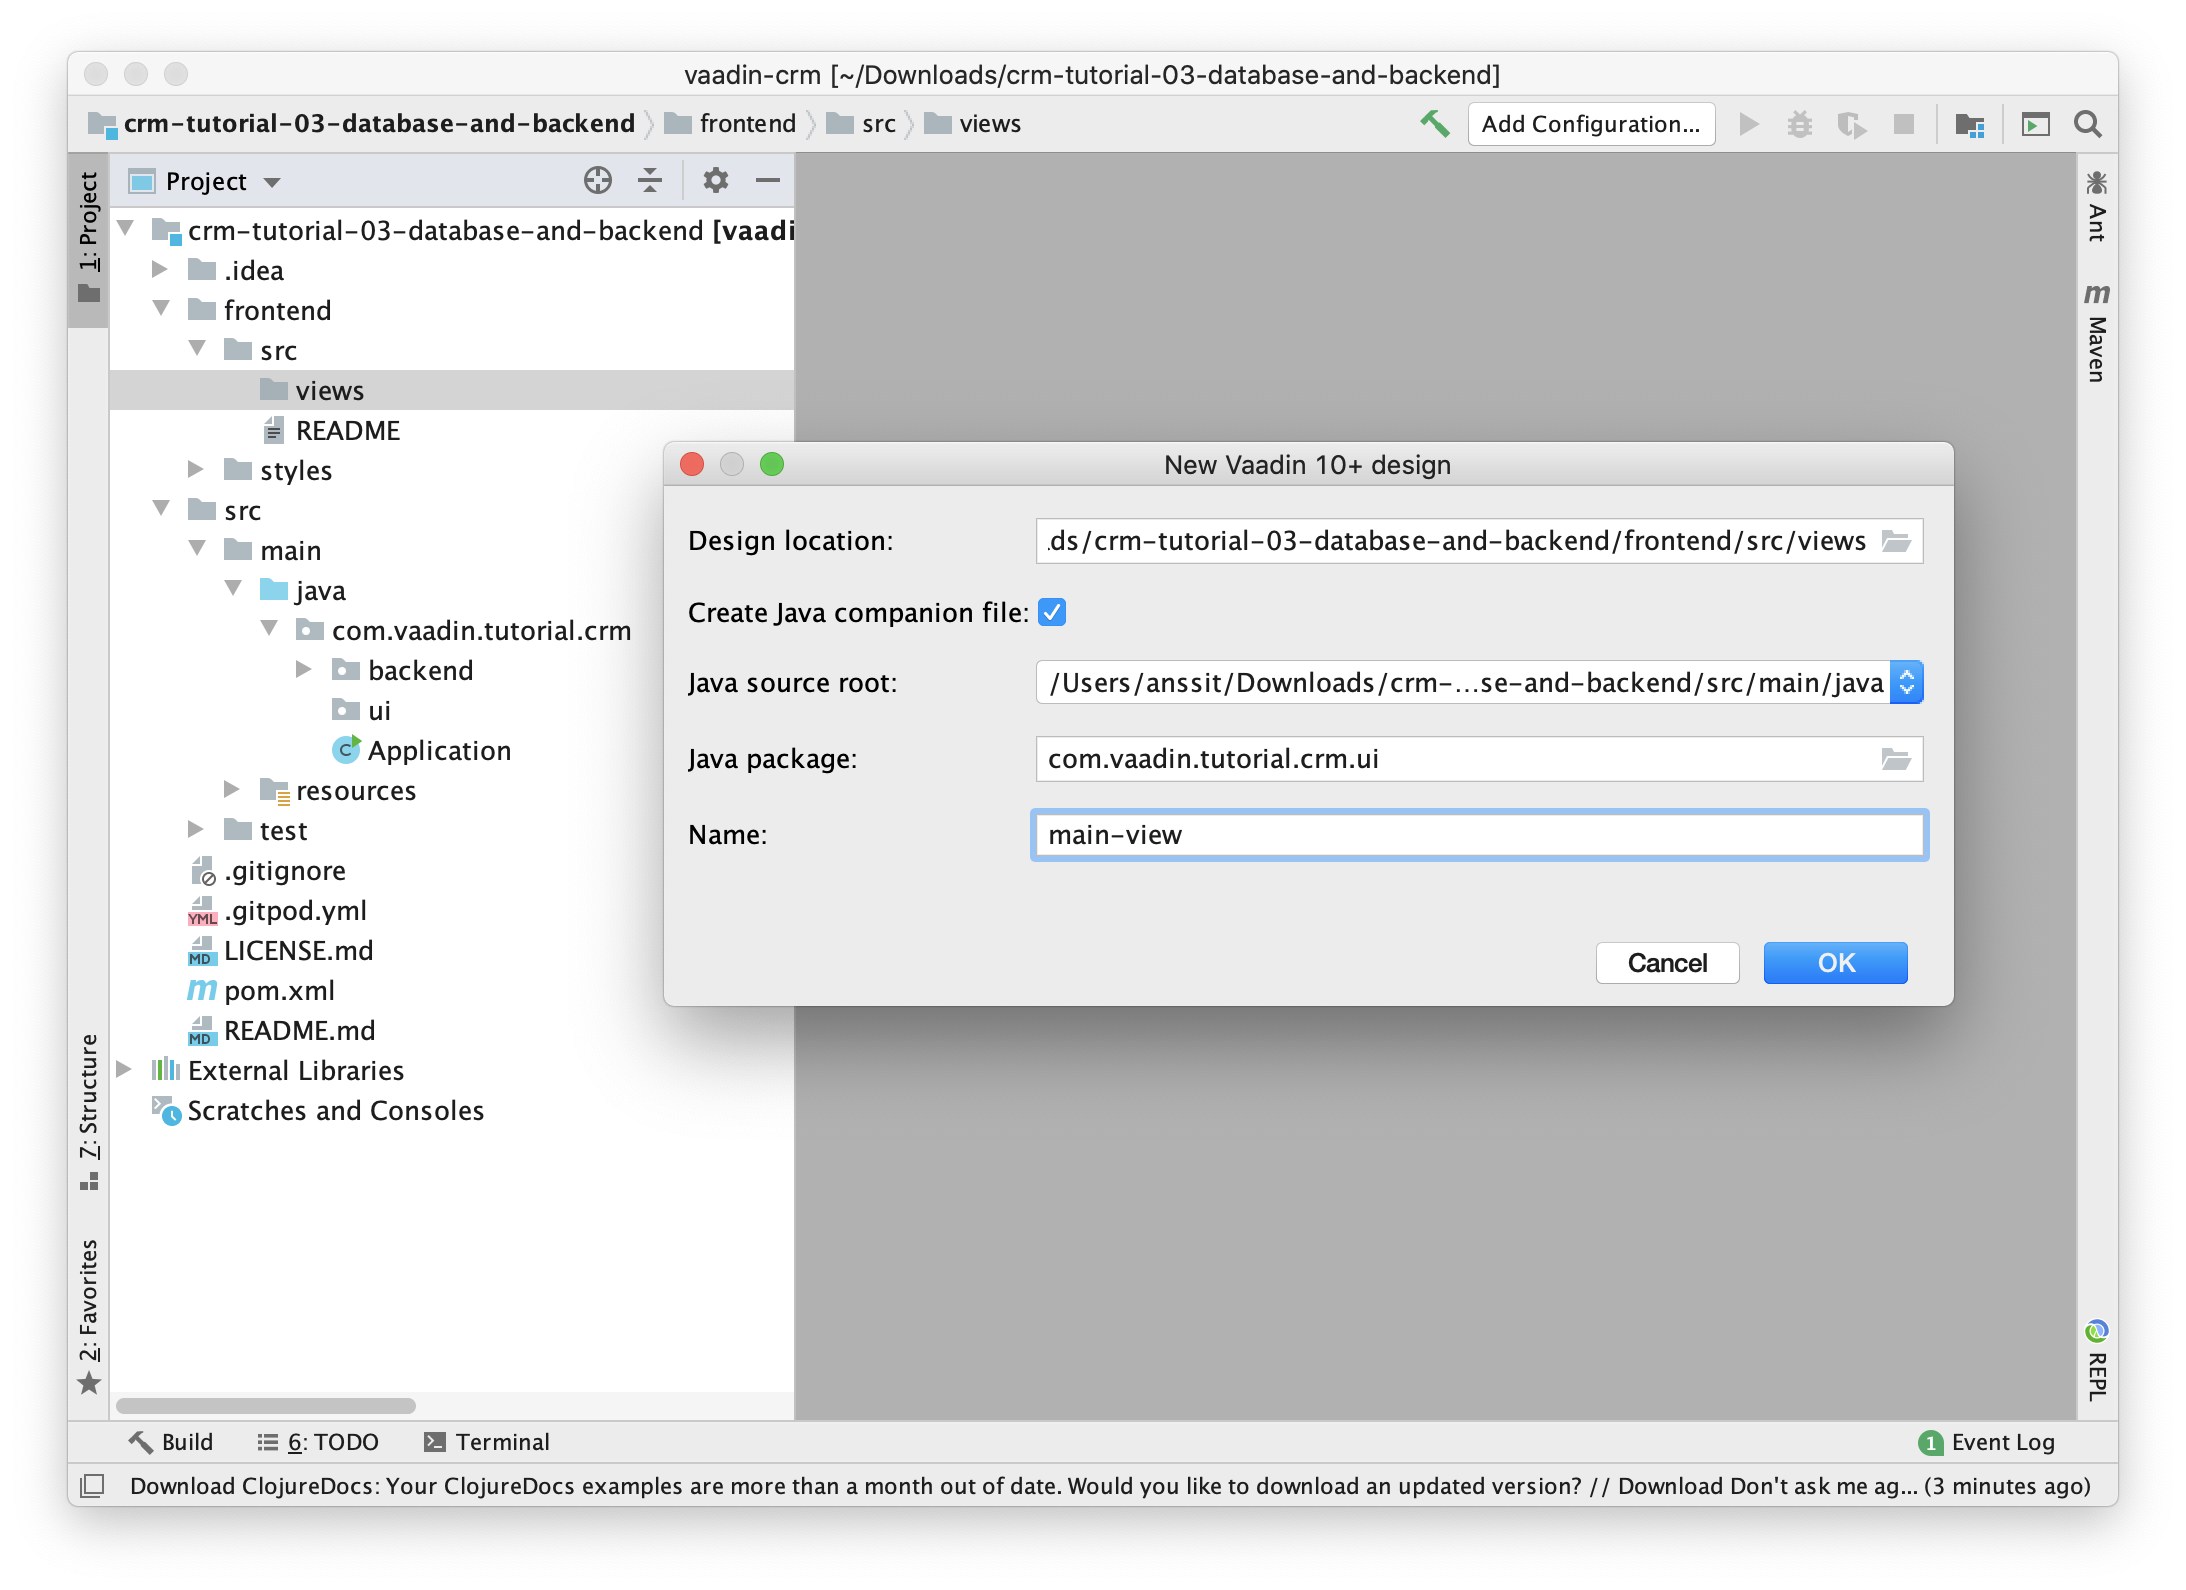 vaadin-crm [~/Downloads/crm-tutorial-03-database-and-backend]
crm-tutorial-03-database-and-backend frontend src views
Add Configuration...
1: Project
Project
crm-tutorial-03-database-and-backend [vaadi
.idea
frontend
src
views
README
styles
src
main
java
com.vaadin.tutorial.crm
backend
ui
Application
resources
test
.gitignore
YML .gitpod.yml
MD LICENSE.md
m pom.xml
MD README.md
External Libraries
Scratches and Consoles
7: Structure
2: Favorites
New Vaadin 10+ design
Design location: ds/crm-tutorial-03-database-and-backend/frontend/src/views
Create Java companion file:
Java source root: /Users/anssit/Downloads/crm-...se-and-backend/src/main/java
Java package: com.vaadin.tutorial.crm.ui
Name: main-view
Cancel OK
Ant
m Maven
REPL
Build 6: TODO Terminal
1 Event Log
Download ClojureDocs: Your ClojureDocs examples are more than a month out of date. Would you like to download an updated version? // Download Don't ask me ag... (3 minutes ago)